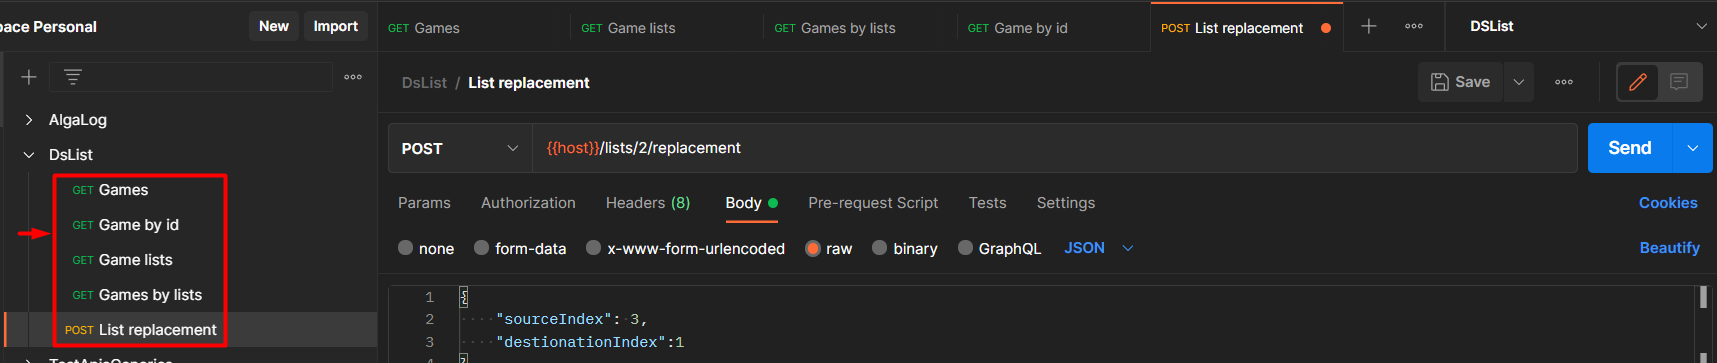 pace Personal
New
Import
GET Games
GET Game lists
GET Games by lists
GET Game by id
POST List replacement
DSList
DsList / List replacement
Save
AlgaLog
DsList
GET Games
GET Game by id
GET Game lists
GET Games by lists
POST List replacement
TestApisGenerics
POST
{{host}}/lists/2/replacement
Send
Params
Authorization
Headers (8)
Body
Pre-request Script
Tests
Settings
Cookies
none
form-data
x-www-form-urlencoded
raw
binary
GraphQL
JSON
Beautify
1 {
2 "sourceIndex": 3,
3 "destionationIndex":1
4 }